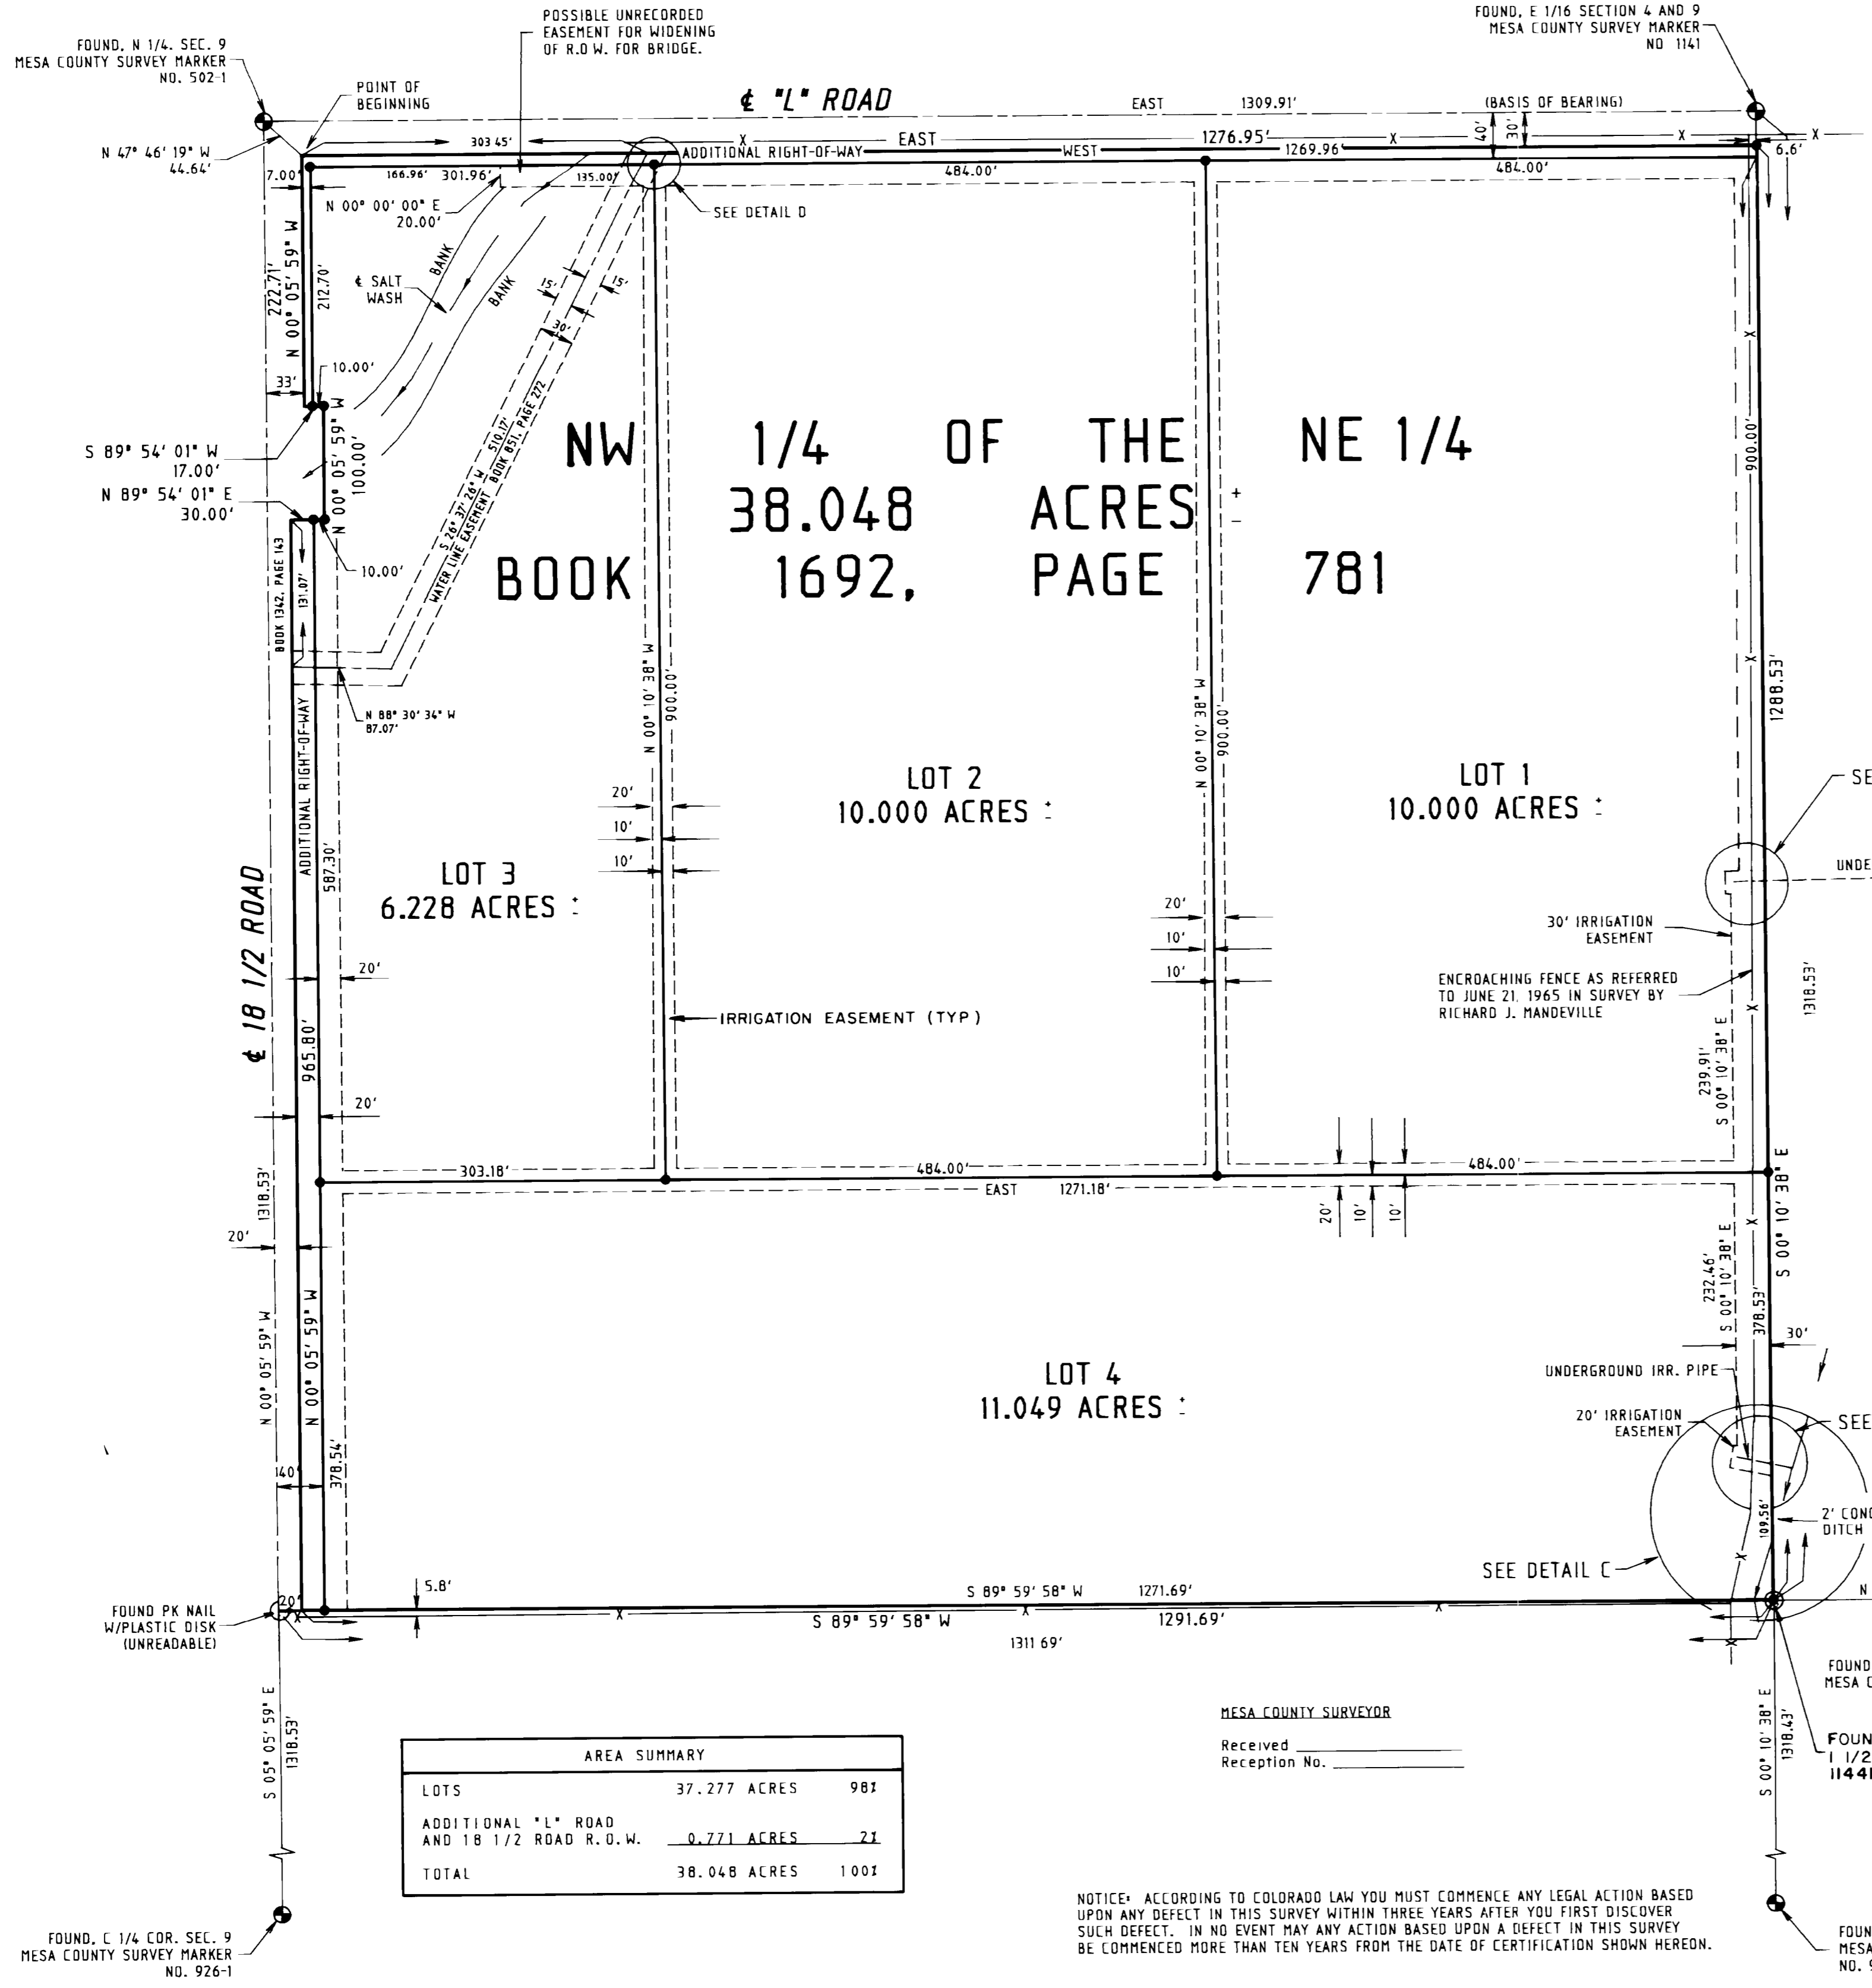 POSSIBLE UNRECORDED
EASEMENT FOR WIDENING
OF R.O.W. FOR BRIDGE.
FOUND, E 1/16 SECTION 4 AND 9
MESA COUNTY SURVEY MARKER
NO 1141
FOUND, N 1/4. SEC. 9
MESA COUNTY SURVEY MARKER
NO. 502-1
POINT OF
BEGINNING
℄ "L" ROAD
EAST 1309.91' (BASIS OF BEARING)
N 47° 46' 19" W
44.64'
303.45'
EAST 1276.95'
40'
30'
6.6'
ADDITIONAL RIGHT-OF-WAY
WEST 1269.96'
7.00'
166.96' 301.96'
135.00'
484.00'
484.00'
N 00° 00' 00" E
20.00'
SEE DETAIL D
222.71'
N 00° 05' 59" W
212.70'
BANK
℄ SALT
WASH
BANK
15'
15'
30'
33'
10.00'
S 89° 54' 01" W
17.00'
N 89° 54' 01" E
30.00'
N 00° 05' 59" W
100.00'
10.00'
NW 1/4 OF THE NE 1/4
38.048 ACRES ±
BOOK 1692, PAGE 781
S 26° 37' 26" W 510.17'
WATER LINE EASEMENT BOOK 851, PAGE 272
BOOK 1342, PAGE 143
131.07'
N 88° 30' 34" W
87.07'
ADDITIONAL RIGHT-OF-WAY
587.30'
N 00° 10' 38" W
900.00'
N 00° 10' 38" W
900.00'
900.00'
1288.53'
LOT 2
10.000 ACRES ±
LOT 1
10.000 ACRES ±
SE
UNDE
LOT 3
6.228 ACRES ±
20'
10'
10'
20'
10'
10'
℄ 18 1/2 ROAD
30' IRRIGATION
EASEMENT
20'
ENCROACHING FENCE AS REFERRED
TO JUNE 21, 1965 IN SURVEY BY
RICHARD J. MANDEVILLE
1318.53'
IRRIGATION EASEMENT (TYP)
965.80'
239.91'
S 00° 10' 38" E
20'
303.18'
484.00'
484.00'
EAST 1271.18'
20'
10'
10'
1318.53'
20'
N 00° 05' 59" W
N 00° 05' 59" W
378.54'
40'
232.46'
S 00° 10' 38" E
378.53'
S 00° 10' 38" E
30'
LOT 4
11.049 ACRES ±
UNDERGROUND IRR. PIPE
20' IRRIGATION
EASEMENT
SEE
109.56'
2' CONC
DITCH
SEE DETAIL C
5.8'
S 89° 59' 58" W 1271.69'
N
20'
FOUND PK NAIL
W/PLASTIC DISK
(UNREADABLE)
S 89° 59' 58" W 1291.69'
1311.69'
FOUND
MESA C
S 05° 05' 59" E
1318.53'
S 00° 10' 38" E
1318.43'
FOUN
1 1/2
11441
MESA COUNTY SURVEYOR
Received
Reception No.
AREA SUMMARY
LOTS 37.277 ACRES 98%
ADDITIONAL "L" ROAD
AND 18 1/2 ROAD R.O.W. 0.771 ACRES 2%
TOTAL 38.048 ACRES 100%
NOTICE: ACCORDING TO COLORADO LAW YOU MUST COMMENCE ANY LEGAL ACTION BASED
UPON ANY DEFECT IN THIS SURVEY WITHIN THREE YEARS AFTER YOU FIRST DISCOVER
SUCH DEFECT. IN NO EVENT MAY ANY ACTION BASED UPON A DEFECT IN THIS SURVEY
BE COMMENCED MORE THAN TEN YEARS FROM THE DATE OF CERTIFICATION SHOWN HEREON.
FOUND, C 1/4 COR. SEC. 9
MESA COUNTY SURVEY MARKER
NO. 926-1
FOUN
MESA
NO. 9